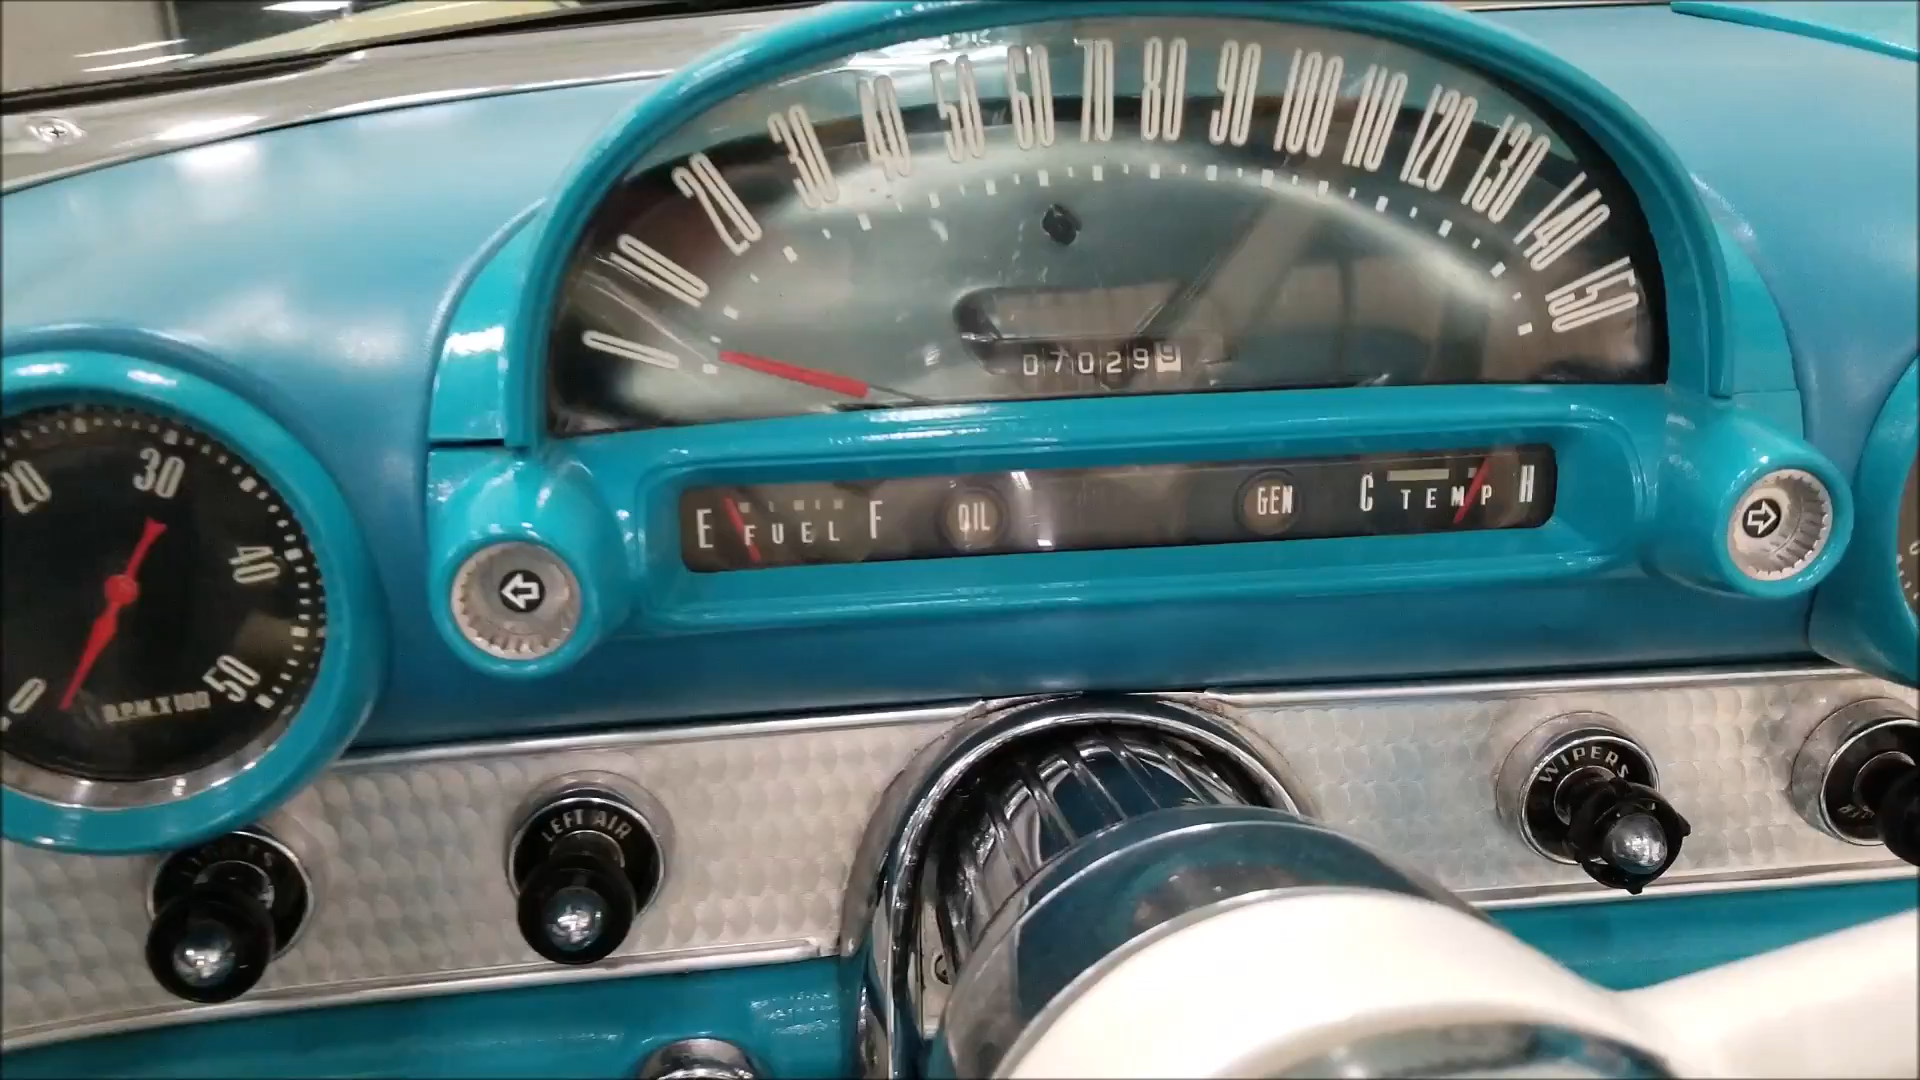 0 10 20 30 40 50 60 70 80 90 100 110 120 130 140 150
070299
E FUEL F OIL GEN C TEMP H
0 20 30 40 50
R.P.M. X 100
LIGHTS
LEFT AIR
WIPERS